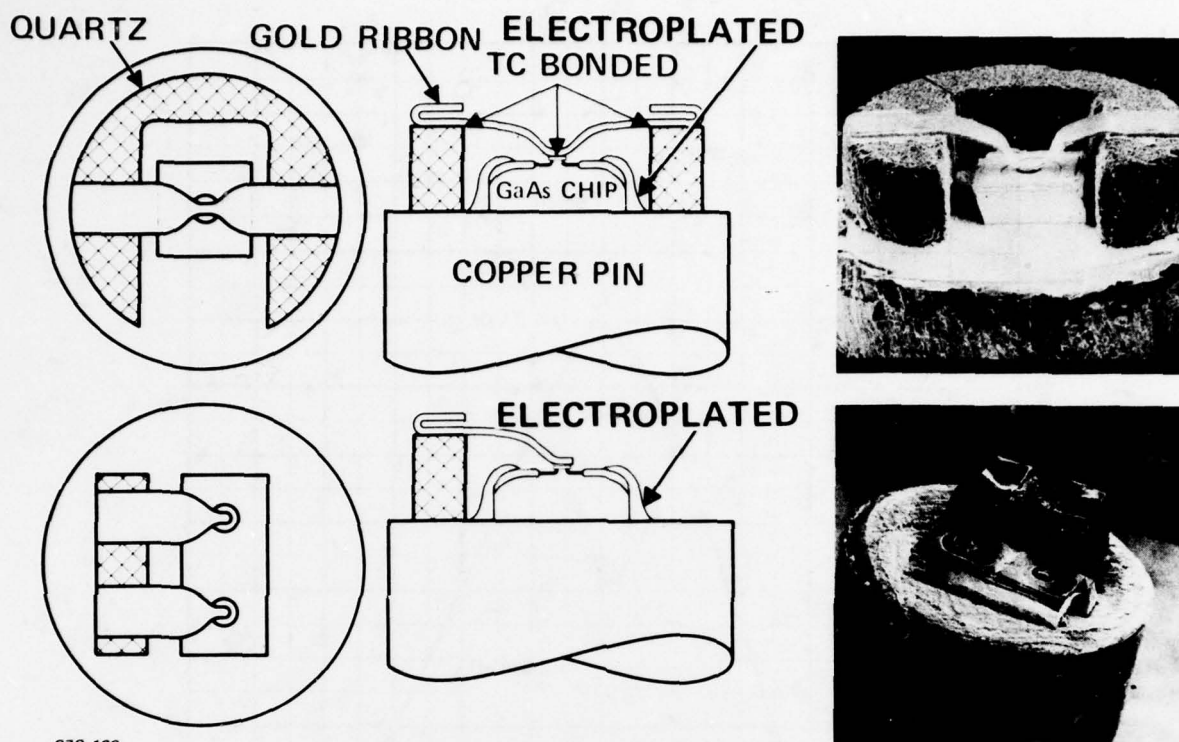 QUARTZ
GOLD RIBBON
ELECTROPLATED
TC BONDED
GaAs CHIP
COPPER PIN
ELECTROPLATED